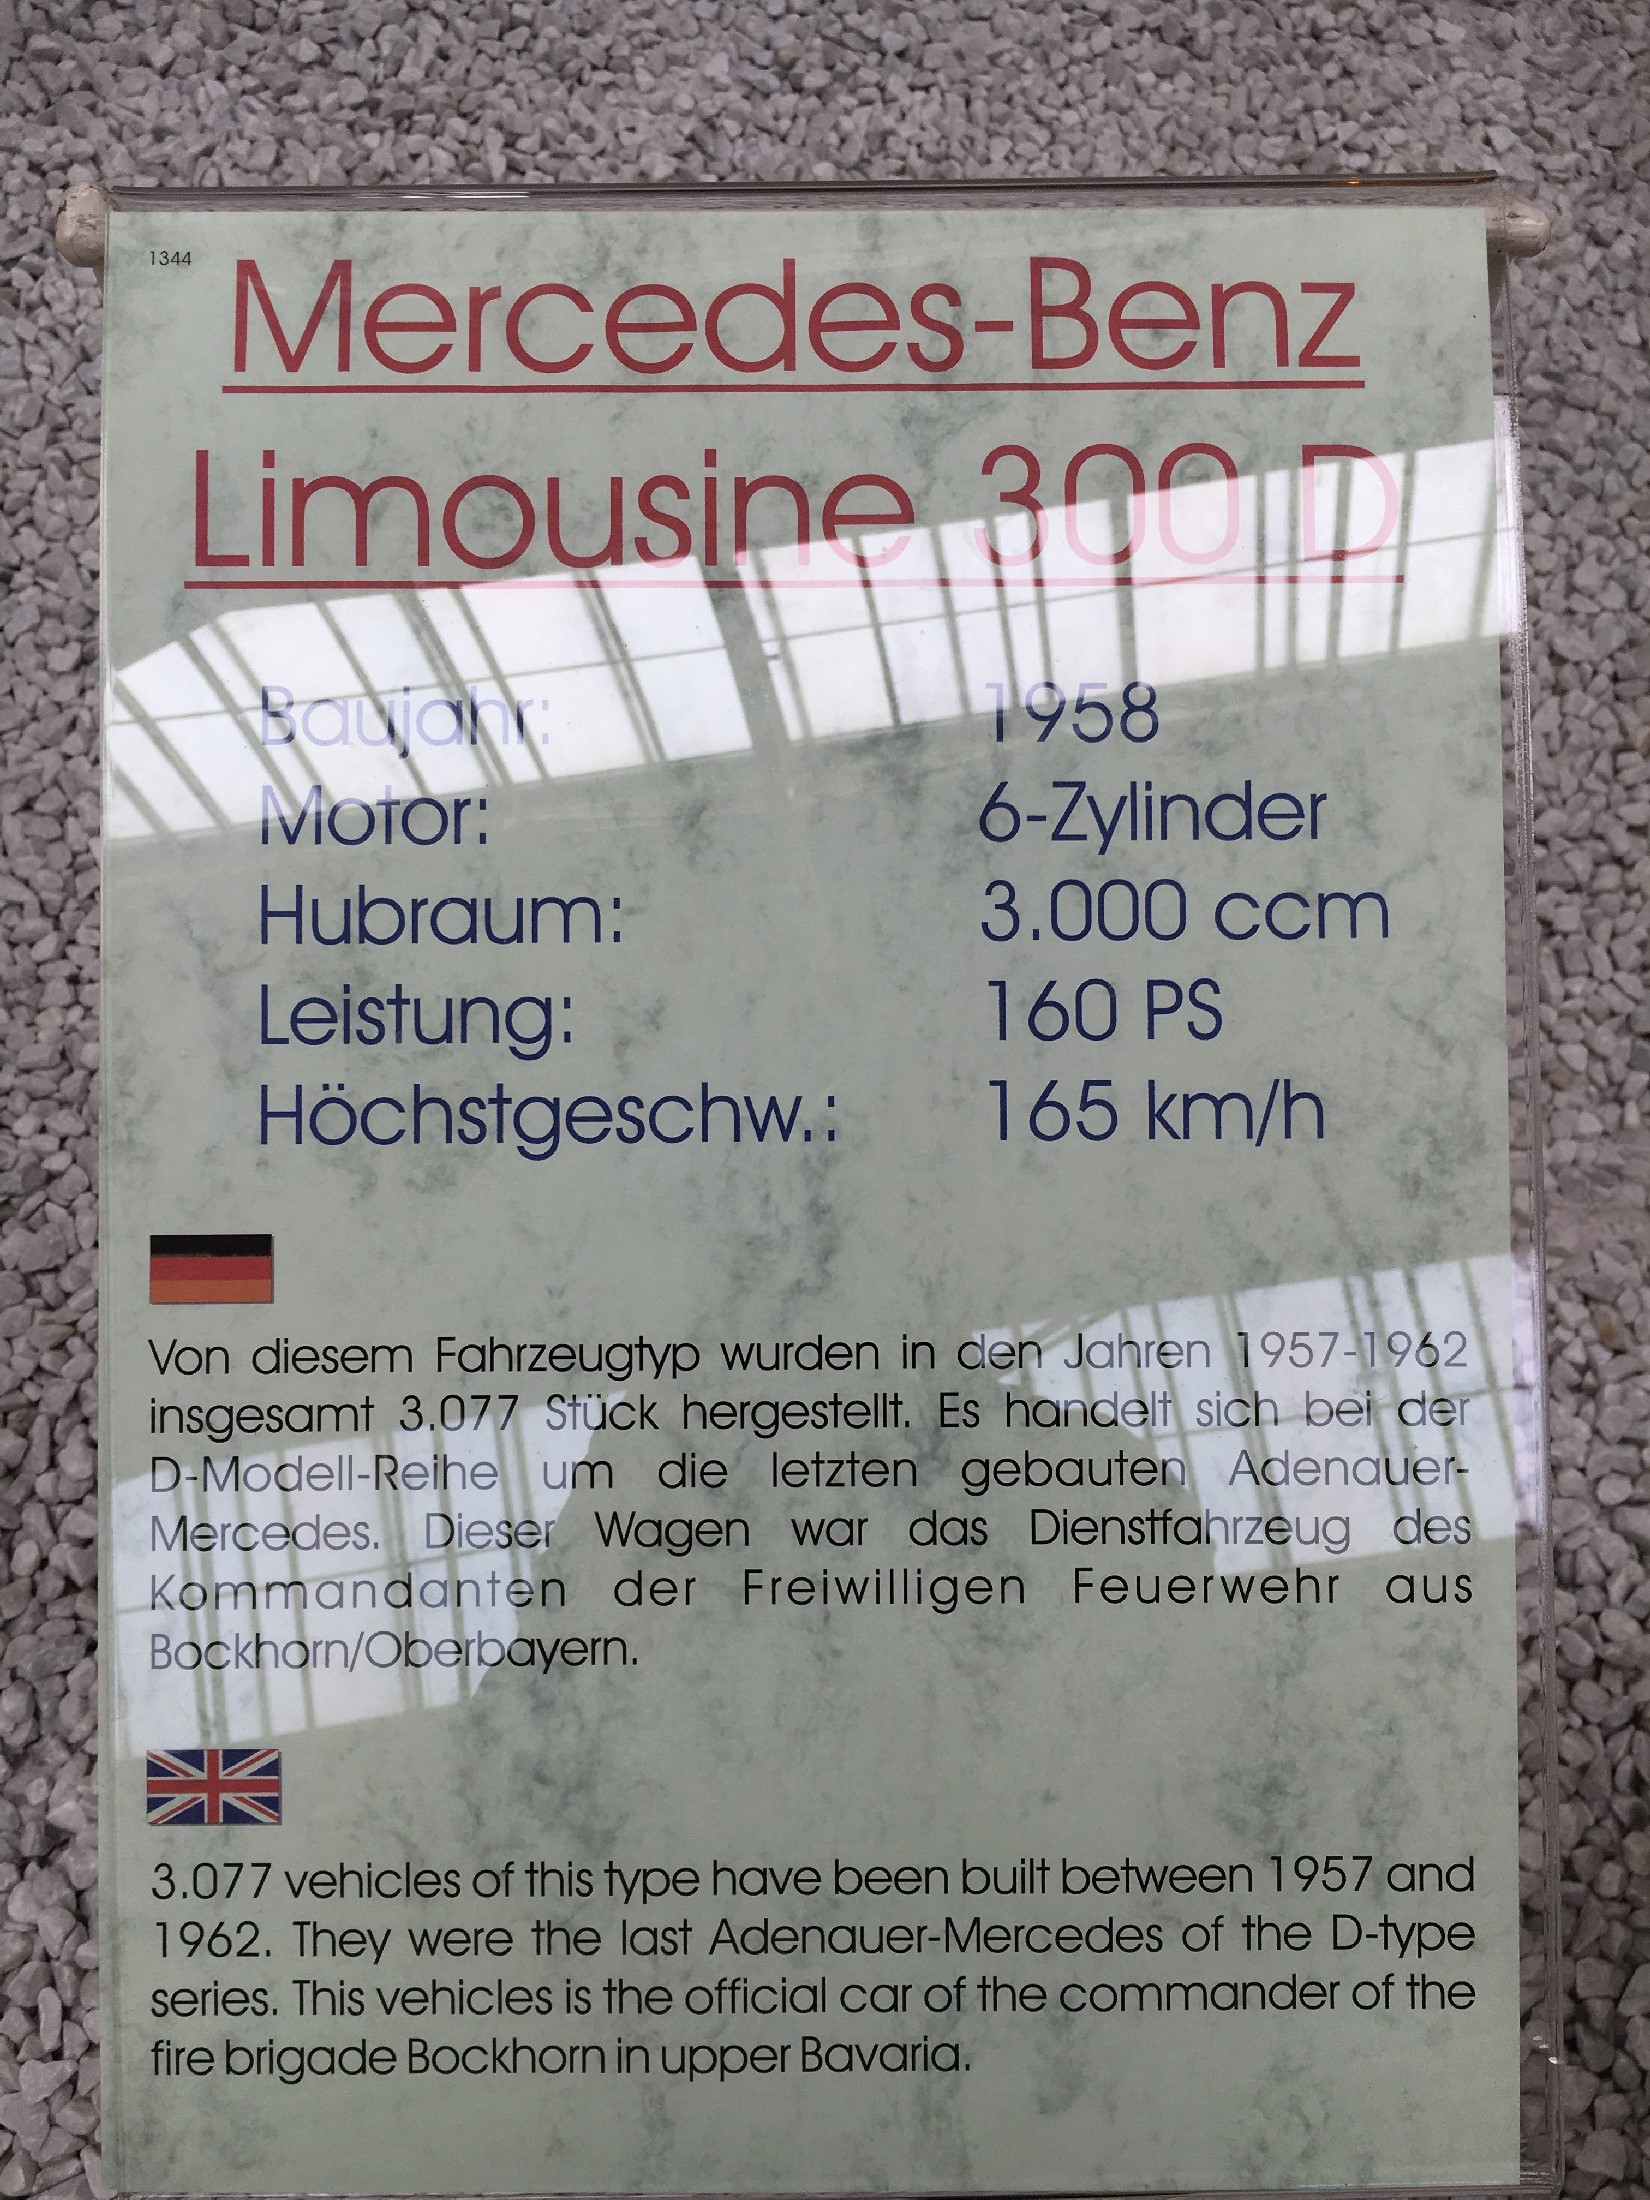 1344
Mercedes-Benz
Limousine 300 D
Baujahr: 1958
Motor: 6-Zylinder
Hubraum: 3.000 ccm
Leistung: 160 PS
Höchstgeschw.: 165 km/h
Von diesem Fahrzeugtyp wurden in den Jahren 1957-1962
insgesamt 3.077 Stück hergestellt. Es handelt sich bei der
D-Modell-Reihe um die letzten gebauten Adenauer-
Mercedes. Dieser Wagen war das Dienstfahrzeug des
Kommandanten der Freiwilligen Feuerwehr aus
Bockhorn/Oberbayern.
3.077 vehicles of this type have been built between 1957 and
1962. They were the last Adenauer-Mercedes of the D-type
series. This vehicles is the official car of the commander of the
fire brigade Bockhorn in upper Bavaria.